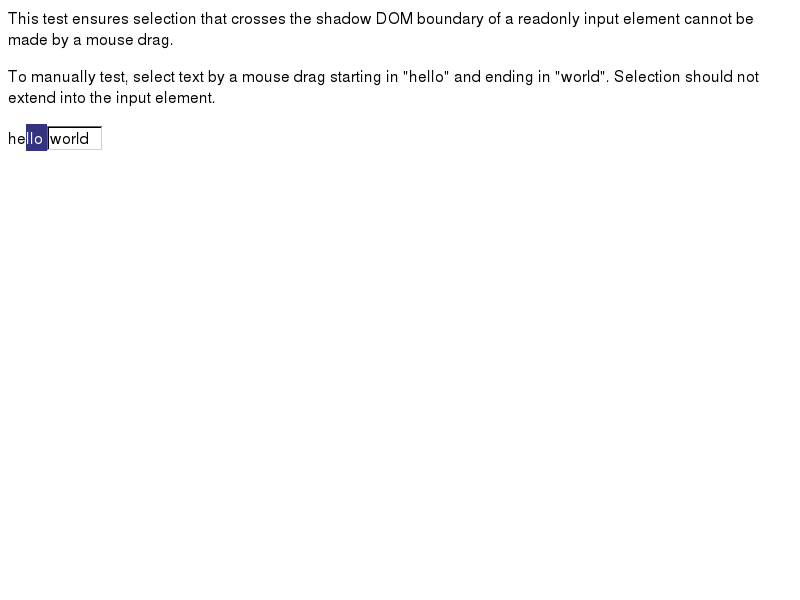 This test ensures selection that crosses the shadow DOM boundary of a readonly input element cannot be
made by a mouse drag.
To manually test, select text by a mouse drag starting in "hello" and ending in "world". Selection should not
extend into the input element.
hello world